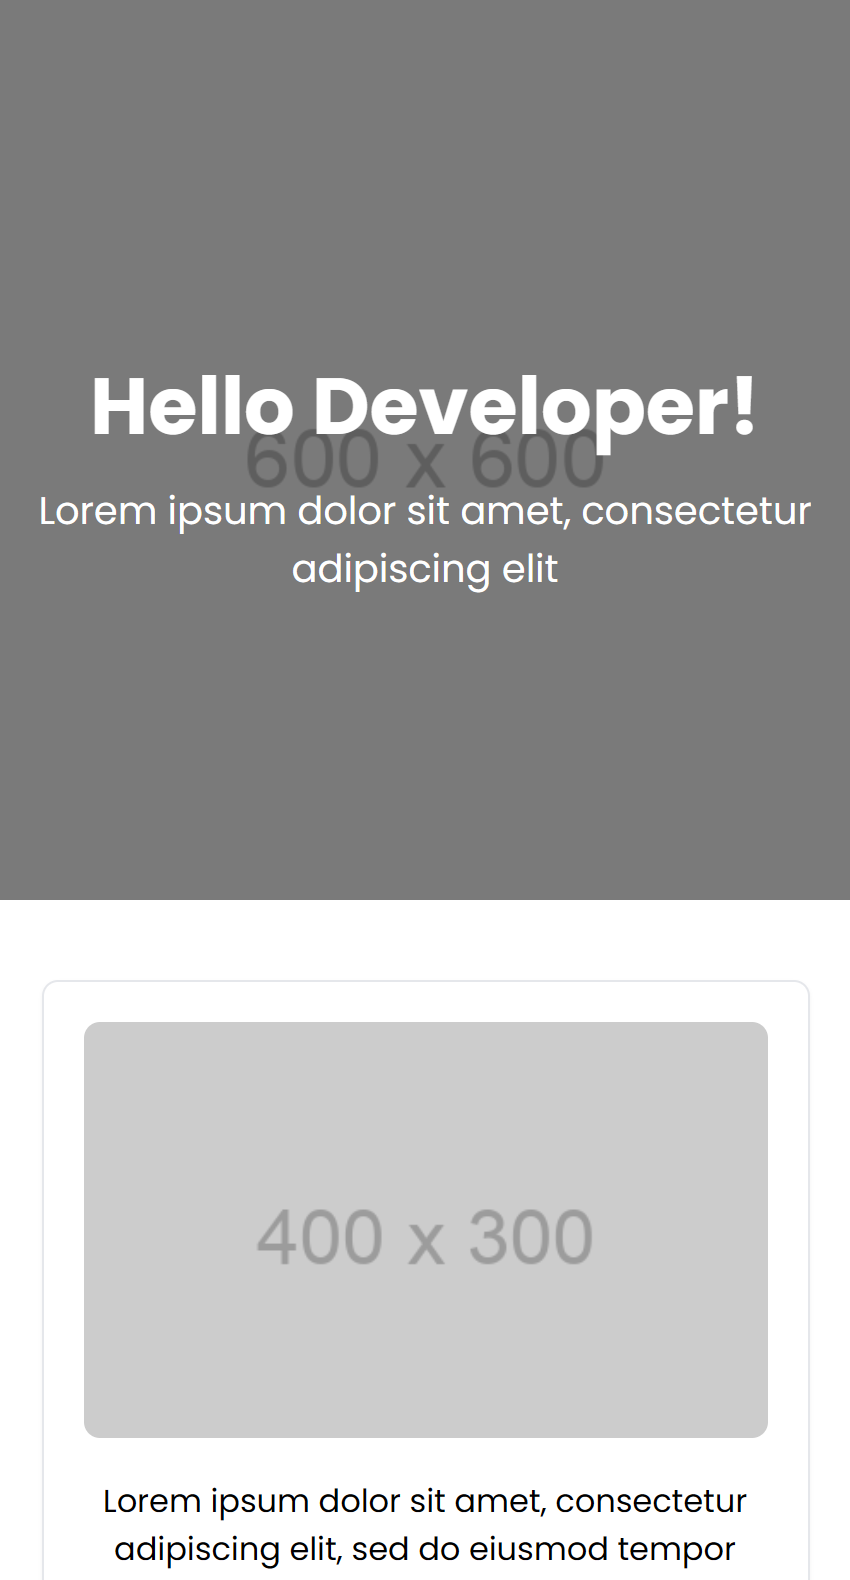 Hello Developer!
600 x 600
Lorem ipsum dolor sit amet, consectetur
adipiscing elit
400 x 300
Lorem ipsum dolor sit amet, consectetur
adipiscing elit, sed do eiusmod tempor